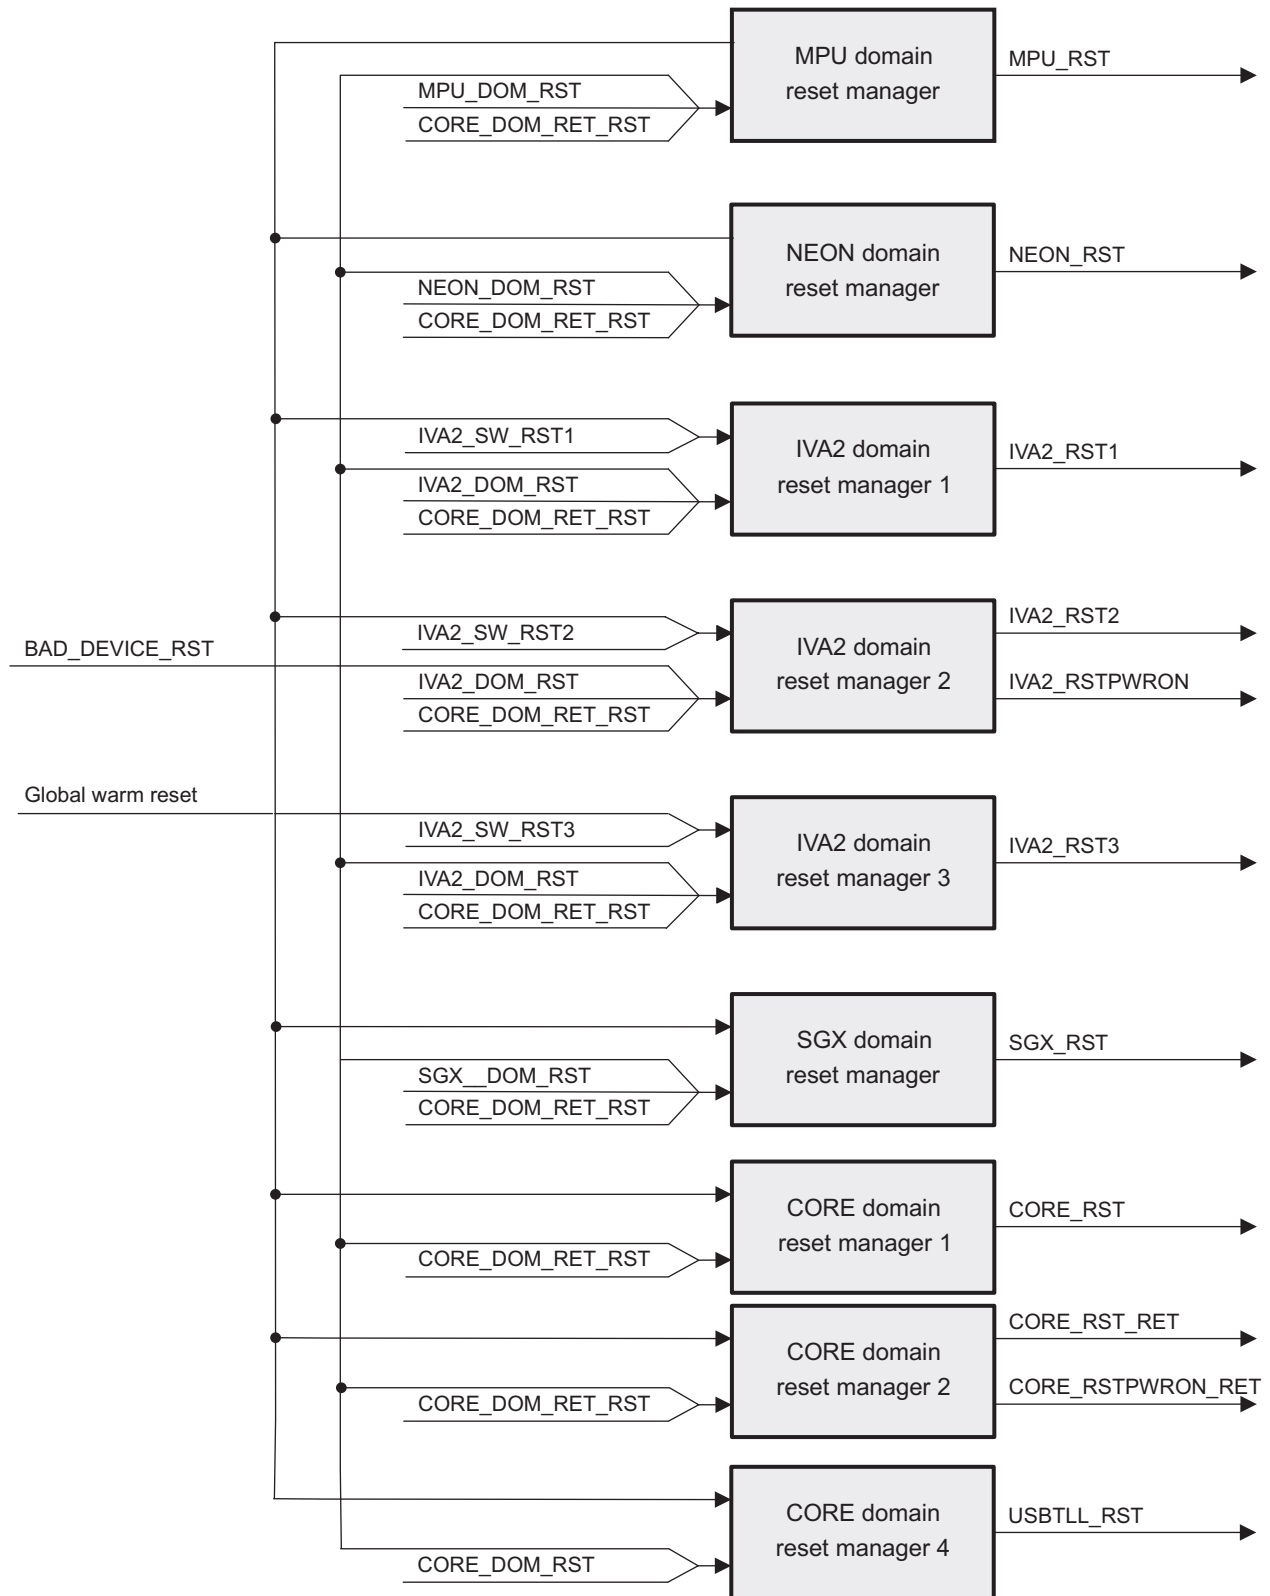 MPU domain
reset manager
MPU_RST
MPU_DOM_RST
CORE_DOM_RET_RST
NEON domain
reset manager
NEON_RST
NEON_DOM_RST
CORE_DOM_RET_RST
IVA2_SW_RST1
IVA2 domain
reset manager 1
IVA2_RST1
IVA2_DOM_RST
CORE_DOM_RET_RST
BAD_DEVICE_RST
IVA2_SW_RST2
IVA2 domain
reset manager 2
IVA2_RST2
IVA2_RSTPWRON
IVA2_DOM_RST
CORE_DOM_RET_RST
Global warm reset
IVA2_SW_RST3
IVA2 domain
reset manager 3
IVA2_RST3
IVA2_DOM_RST
CORE_DOM_RET_RST
SGX domain
reset manager
SGX_RST
SGX__DOM_RST
CORE_DOM_RET_RST
CORE domain
reset manager 1
CORE_RST
CORE_DOM_RET_RST
CORE domain
reset manager 2
CORE_RST_RET
CORE_RSTPWRON_RET
CORE_DOM_RET_RST
CORE domain
reset manager 4
USBTLL_RST
CORE_DOM_RST